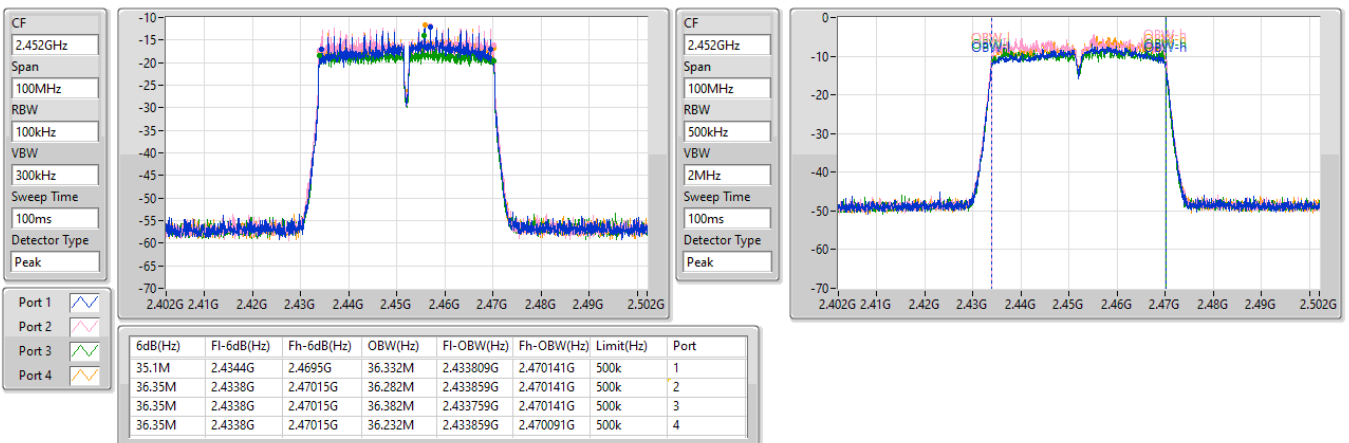 CF
2.452GHz
Span
100MHz
RBW
100kHz
VBW
300kHz
Sweep Time
100ms
Detector Type
Peak
-10
-15
-20
-25
-30
-35
-40
-45
-50
-55
-60
-65
-70
2.402G 2.41G 2.42G 2.43G 2.44G 2.45G 2.46G 2.47G 2.48G 2.49G 2.502G
CF
2.452GHz
Span
100MHz
RBW
500kHz
VBW
2MHz
Sweep Time
100ms
Detector Type
Peak
0
-10
-20
-30
-40
-50
-60
-70
OBW-l OBW-h
OBW-l OBW-h
2.402G 2.41G 2.42G 2.43G 2.44G 2.45G 2.46G 2.47G 2.48G 2.49G 2.502G
Port 1
Port 2
Port 3
Port 4
6dB(Hz) Fl-6dB(Hz) Fh-6dB(Hz) OBW(Hz) Fl-OBW(Hz) Fh-OBW(Hz) Limit(Hz) Port
35.1M 2.4344G 2.4695G 36.332M 2.433809G 2.470141G 500k 1
36.35M 2.4338G 2.47015G 36.282M 2.433859G 2.470141G 500k 2
36.35M 2.4338G 2.47015G 36.382M 2.433759G 2.470141G 500k 3
36.35M 2.4338G 2.47015G 36.232M 2.433859G 2.470091G 500k 4